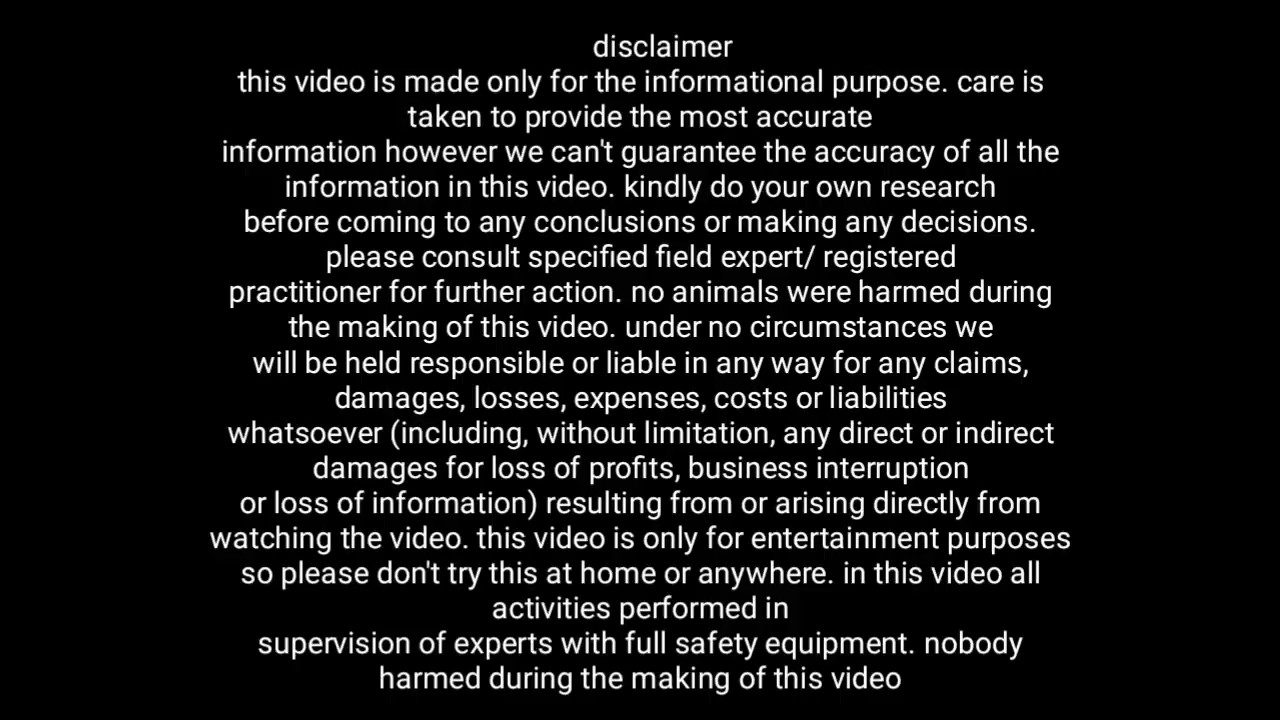 disclaimer
this video is made only for the informational purpose. care is
taken to provide the most accurate
information however we can't guarantee the accuracy of all the
information in this video. kindly do your own research
before coming to any conclusions or making any decisions.
please consult specified field expert/ registered
practitioner for further action. no animals were harmed during
the making of this video. under no circumstances we
will be held responsible or liable in any way for any claims,
damages, losses, expenses, costs or liabilities
whatsoever (including, without limitation, any direct or indirect
damages for loss of profits, business interruption
or loss of information) resulting from or arising directly from
watching the video. this video is only for entertainment purposes
so please don't try this at home or anywhere. in this video all
activities performed in
supervision of experts with full safety equipment. nobody
harmed during the making of this video